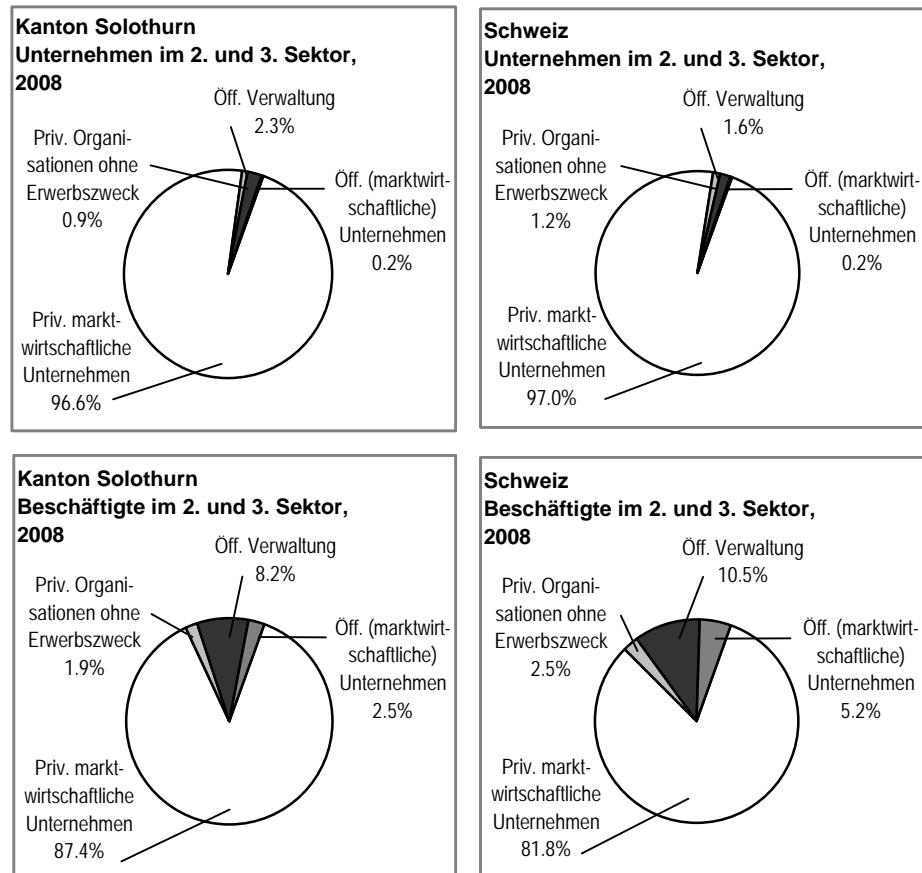 Kanton Solothurn
Unternehmen im 2. und 3. Sektor,
2008
Öff. Verwaltung
2.3%
Priv. Organi-
sationen ohne
Erwerbszweck
0.9%
Öff. (marktwirt-
schaftliche)
Unternehmen
0.2%
Priv. markt-
wirtschaftliche
Unternehmen
96.6%
Schweiz
Unternehmen im 2. und 3. Sektor,
2008
Öff. Verwaltung
1.6%
Priv. Organi-
sationen ohne
Erwerbszweck
1.2%
Öff. (marktwirt-
schaftliche)
Unternehmen
0.2%
Priv. markt-
wirtschaftliche
Unternehmen
97.0%
Kanton Solothurn
Beschäftigte im 2. und 3. Sektor,
2008
Öff. Verwaltung
8.2%
Priv. Organi-
sationen ohne
Erwerbszweck
1.9%
Öff. (marktwirt-
schaftliche)
Unternehmen
2.5%
Priv. markt-
wirtschaftliche
Unternehmen
87.4%
Schweiz
Beschäftigte im 2. und 3. Sektor,
2008
Öff. Verwaltung
10.5%
Priv. Organi-
sationen ohne
Erwerbszweck
2.5%
Öff. (marktwirt-
schaftliche)
Unternehmen
5.2%
Priv. markt-
wirtschaftliche
Unternehmen
81.8%